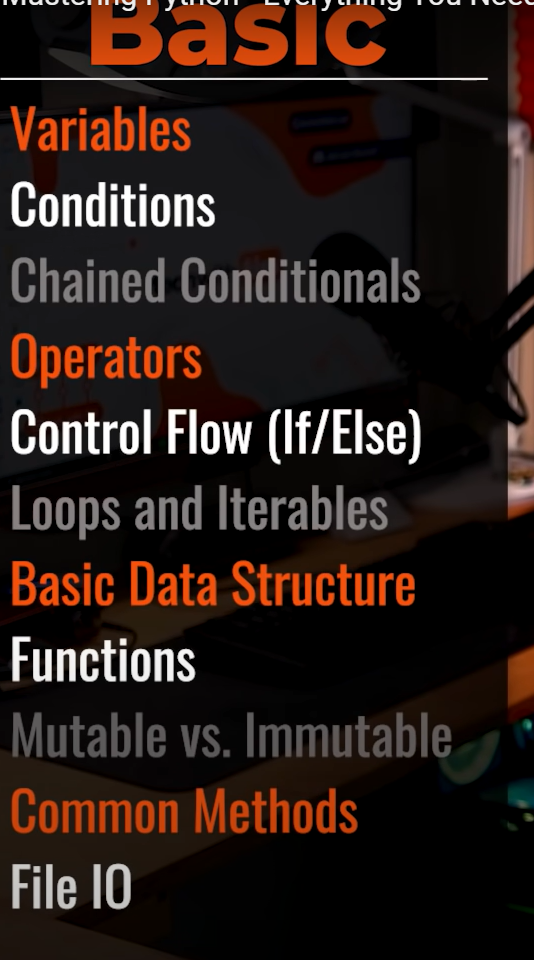 Mastering Python - Everything You Need
Basic
Variables
Conditions
Chained Conditionals
Operators
Control Flow (If/Else)
Loops and Iterables
Basic Data Structure
Functions
Mutable vs. Immutable
Common Methods
File IO